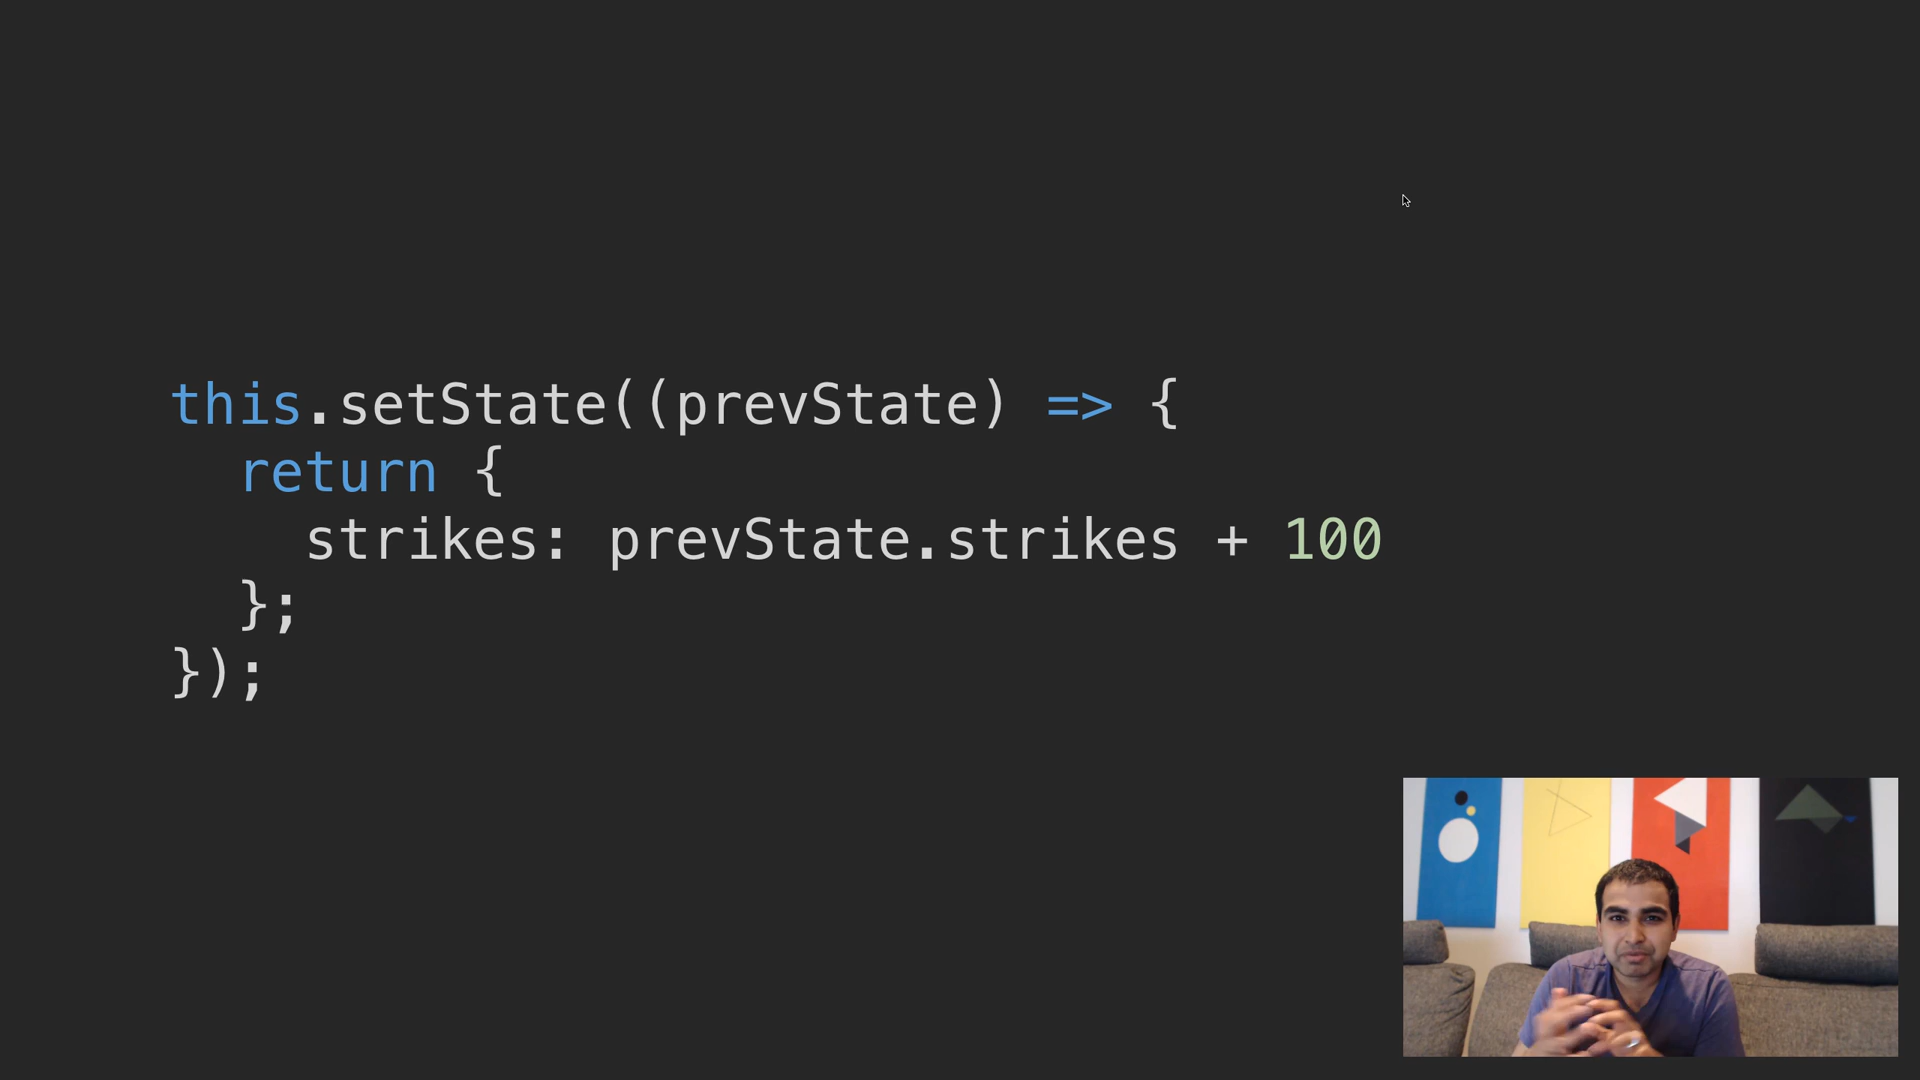 this.setState((prevState) => {
  return {
    strikes: prevState.strikes + 100
  };
});